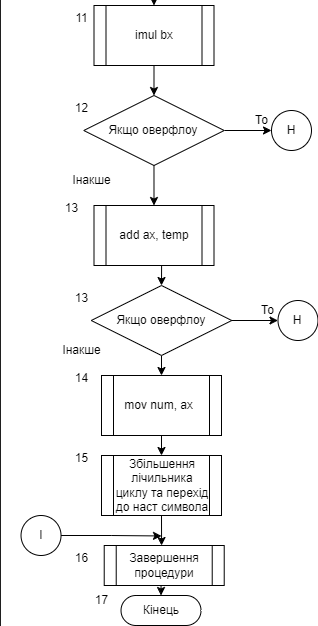 11
imul bx
12
Якщо оверфлоу
То
Н
Інакше
13
add ax, temp
13
Якщо оверфлоу
То
Н
Інакше
14
mov num, ax
15
Збільшення
лічильника
циклу та перехід
до наст символа
І
16
Завершення
процедури
17
Кінець